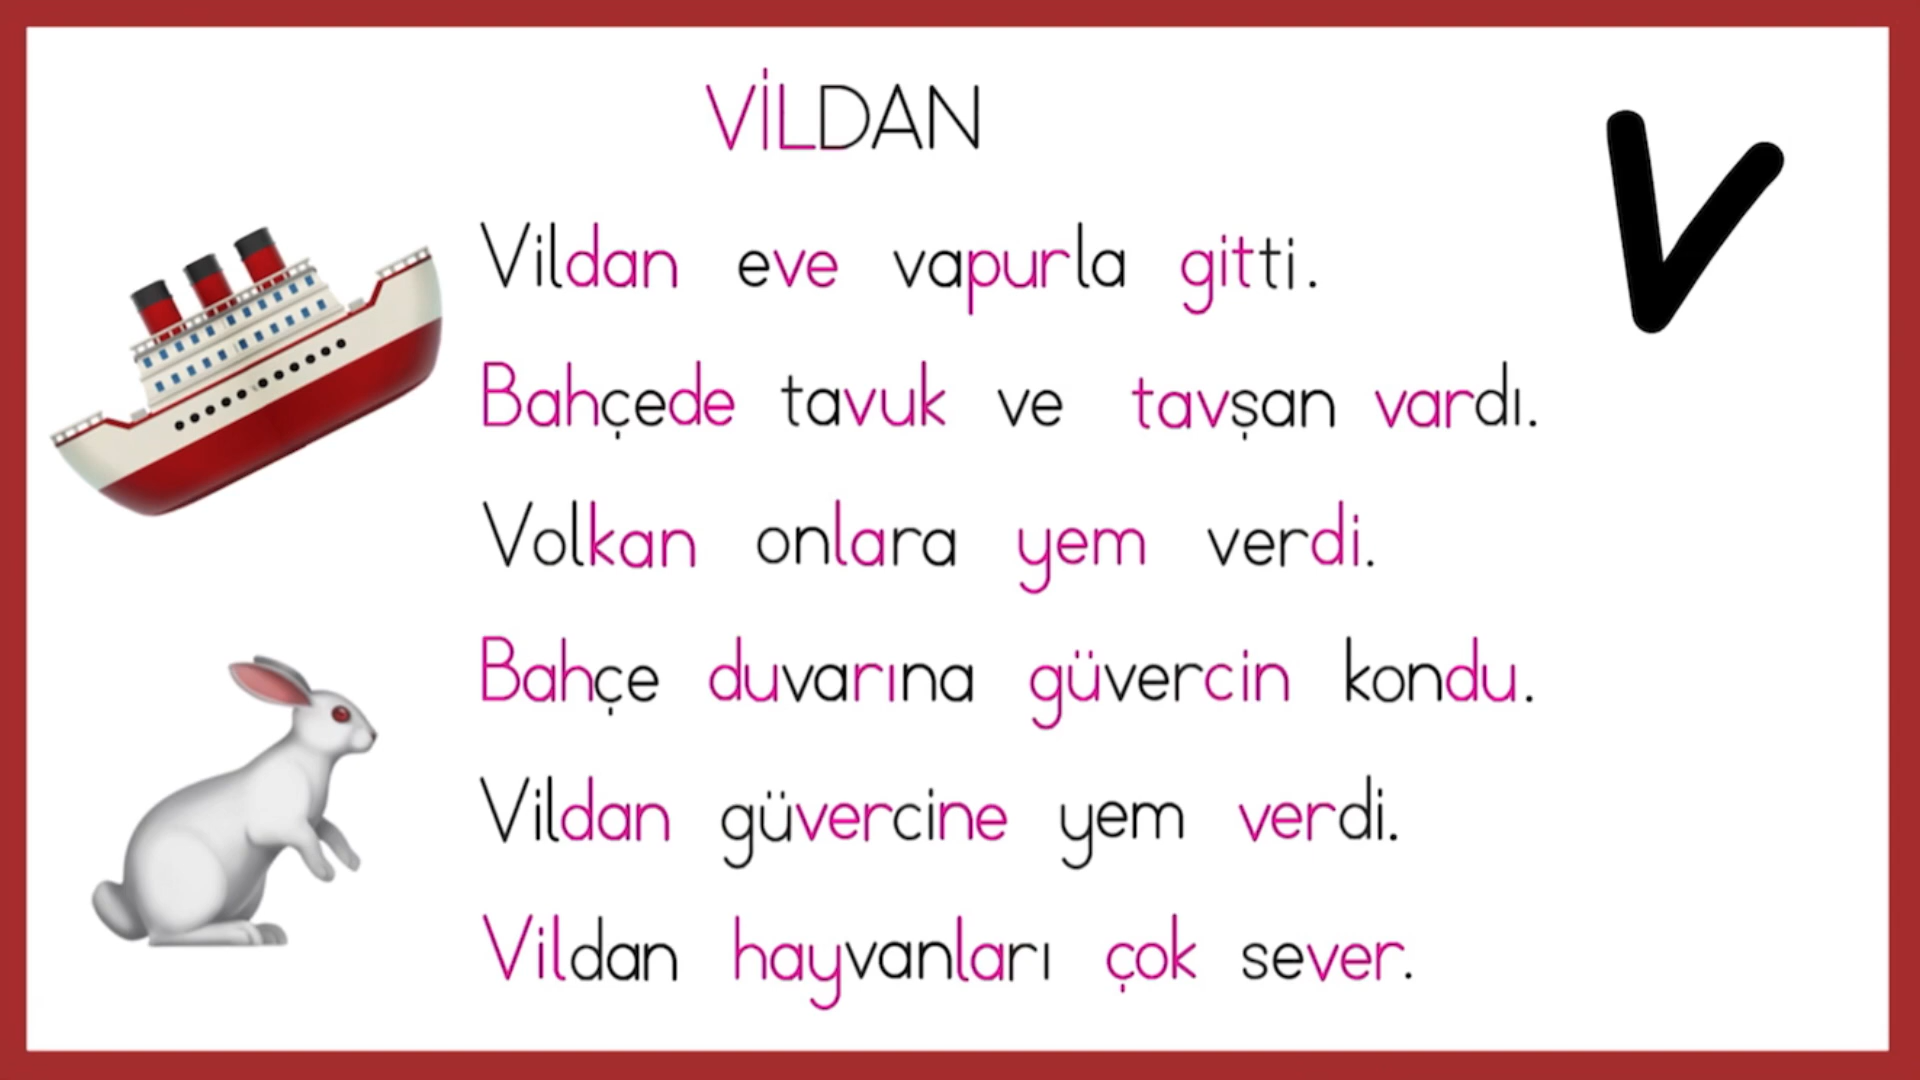 VİLDAN
V
Vildan eve vapurla gitti.
Bahçede tavuk ve tavşan vardı.
Volkan onlara yem verdi.
Bahçe duvarına güvercin kondu.
Vildan güvercine yem verdi.
Vildan hayvanları çok sever.